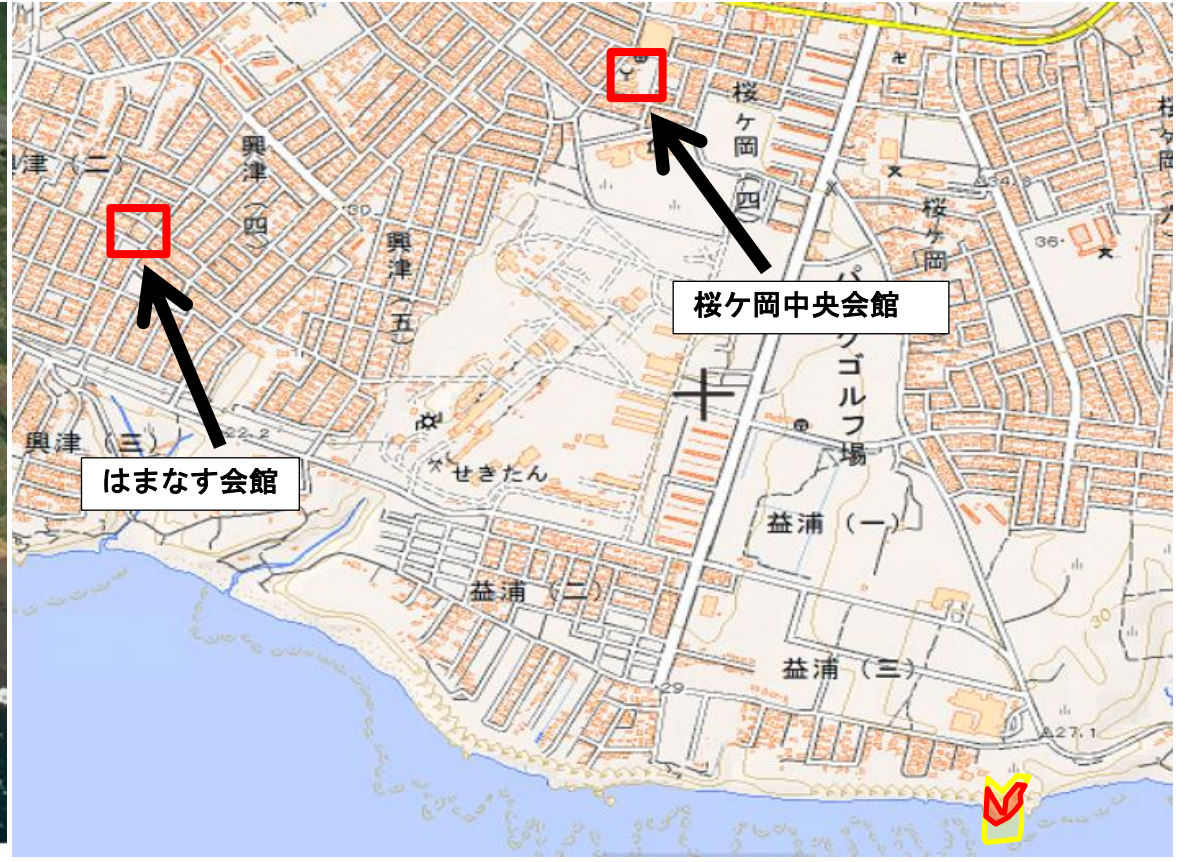 桜ケ岡(四)
桜ケ岡
興津(四)
津(二)
30
興津(五)
36
桜ケ岡中央会館
パークゴルフ場
22.2
興津(三)
はまなす会館
せきたん
益浦(一)
益浦(二)
30
益浦(三)
29
27.1